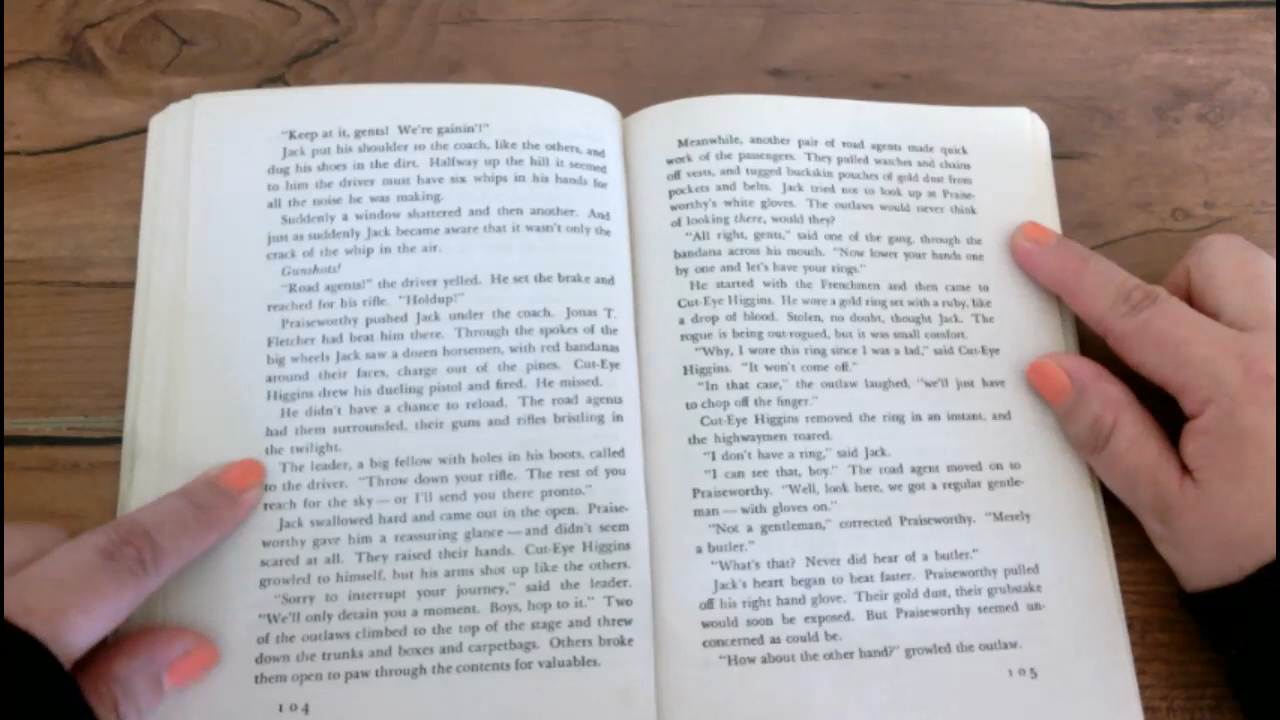 "Keep at it, gents! We're gainin'!"
Jack put his shoulder to the coach, like the others, and
dug his shoes in the dirt. Halfway up the hill it seemed
to him the driver must have six whips in his hands for
all the noise he was making.
Suddenly a window shattered and then another. And
just as suddenly Jack became aware that it wasn't only the
crack of the whip in the air.
Gunshots!
"Road agents!" the driver yelled. He set the brake and
reached for his rifle. "Holdup!"
Praiseworthy pushed Jack under the coach. Jonas T.
Fletcher had beat him there. Through the spokes of the
big wheels Jack saw a dozen horsemen, with red bandanas
around their faces, charge out of the pines. Cut-Eye
Higgins drew his dueling pistol and fired. He missed.
He didn't have a chance to reload. The road agents
had them surrounded, their guns and rifles bristling in
the twilight.
The leader, a big fellow with holes in his boots, called
to the driver. "Throw down your rifle. The rest of you
reach for the sky — or I'll send you there pronto."
Jack swallowed hard and came out in the open. Praise-
worthy gave him a reassuring glance — and didn't seem
scared at all. They raised their hands. Cut-Eye Higgins
growled to himself, but his arms shot up like the others.
"Sorry to interrupt your journey," said the leader.
"We'll only detain you a moment. Boys, hop to it." Two
of the outlaws climbed to the top of the stage and threw
down the trunks and boxes and carpetbags. Others broke
them open to paw through the contents for valuables.
104
Meanwhile, another pair of road agents made quick
work of the passengers. They pulled watches and chains
off vests, and tugged buckskin pouches of gold dust from
pockets and belts. Jack tried not to look up at Praise-
worthy's white gloves. The outlaws would never think
of looking there, would they?
"All right, gents," said one of the gang, through the
bandana across his mouth. "Now lower your hands one
by one and let's have your rings."
He started with the Frenchmen and then came to
Cut-Eye Higgins. He wore a gold ring set with a ruby, like
a drop of blood. Stolen, no doubt, thought Jack. The
rogue is being out-rogued, but it was small comfort.
"Why, I wore this ring since I was a lad," said Cut-Eye
Higgins. "It won't come off."
"In that case," the outlaw laughed, "we'll just have
to chop off the finger."
Cut-Eye Higgins removed the ring in an instant, and
the highwaymen roared.
"I don't have a ring," said Jack.
"I can see that, boy." The road agent moved on to
Praiseworthy. "Well, look here, we got a regular gentle-
man — with gloves on."
"Not a gentleman," corrected Praiseworthy. "Merely
a butler."
"What's that? Never did hear of a butler."
Jack's heart began to beat faster. Praiseworthy pulled
off his right hand glove. Their gold dust, their grubstake
would soon be exposed. But Praiseworthy seemed un-
concerned as could be.
"How about the other hand?" growled the outlaw.
105